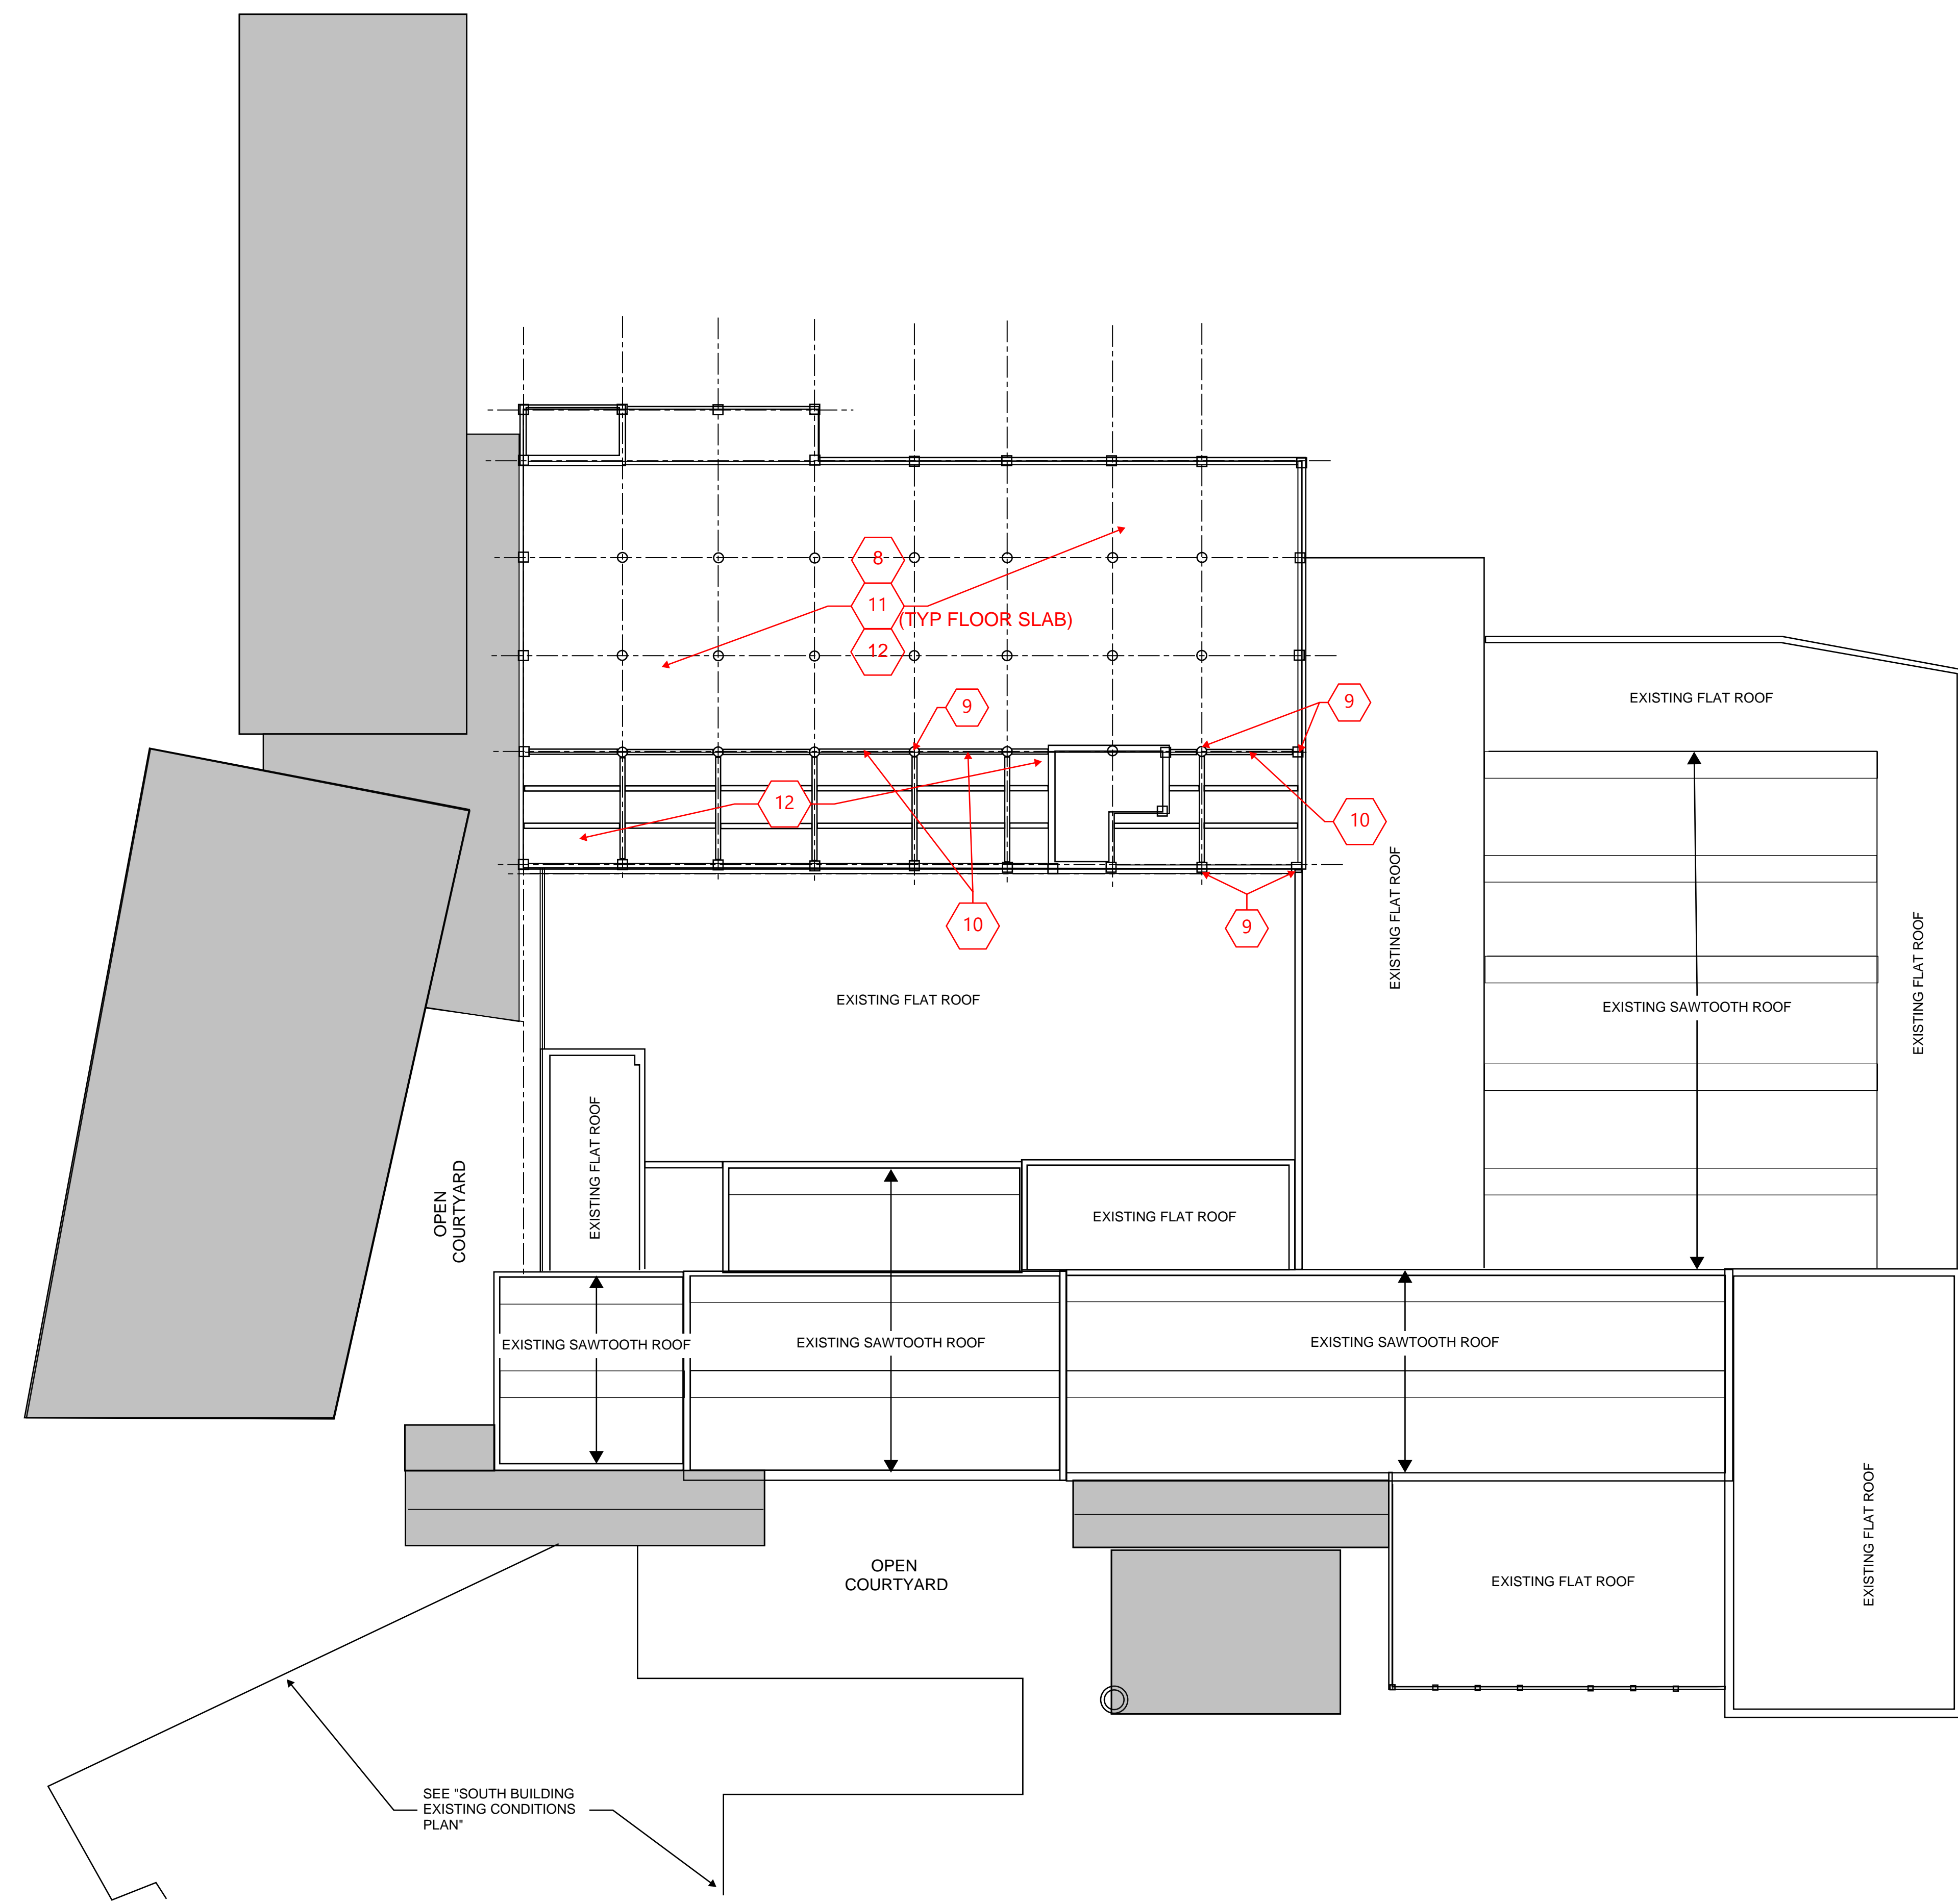 8
11
(TYP FLOOR SLAB)
12
9
9
EXISTING FLAT ROOF
12
10
10
9
EXISTING FLAT ROOF
EXISTING FLAT ROOF
EXISTING SAWTOOTH ROOF
EXISTING FLAT ROOF
EXISTING FLAT ROOF
OPEN
COURTYARD
EXISTING FLAT ROOF
EXISTING SAWTOOTH ROOF
EXISTING SAWTOOTH ROOF
EXISTING SAWTOOTH ROOF
OPEN
COURTYARD
EXISTING FLAT ROOF
EXISTING FLAT ROOF
SEE "SOUTH BUILDING
EXISTING CONDITIONS
PLAN"